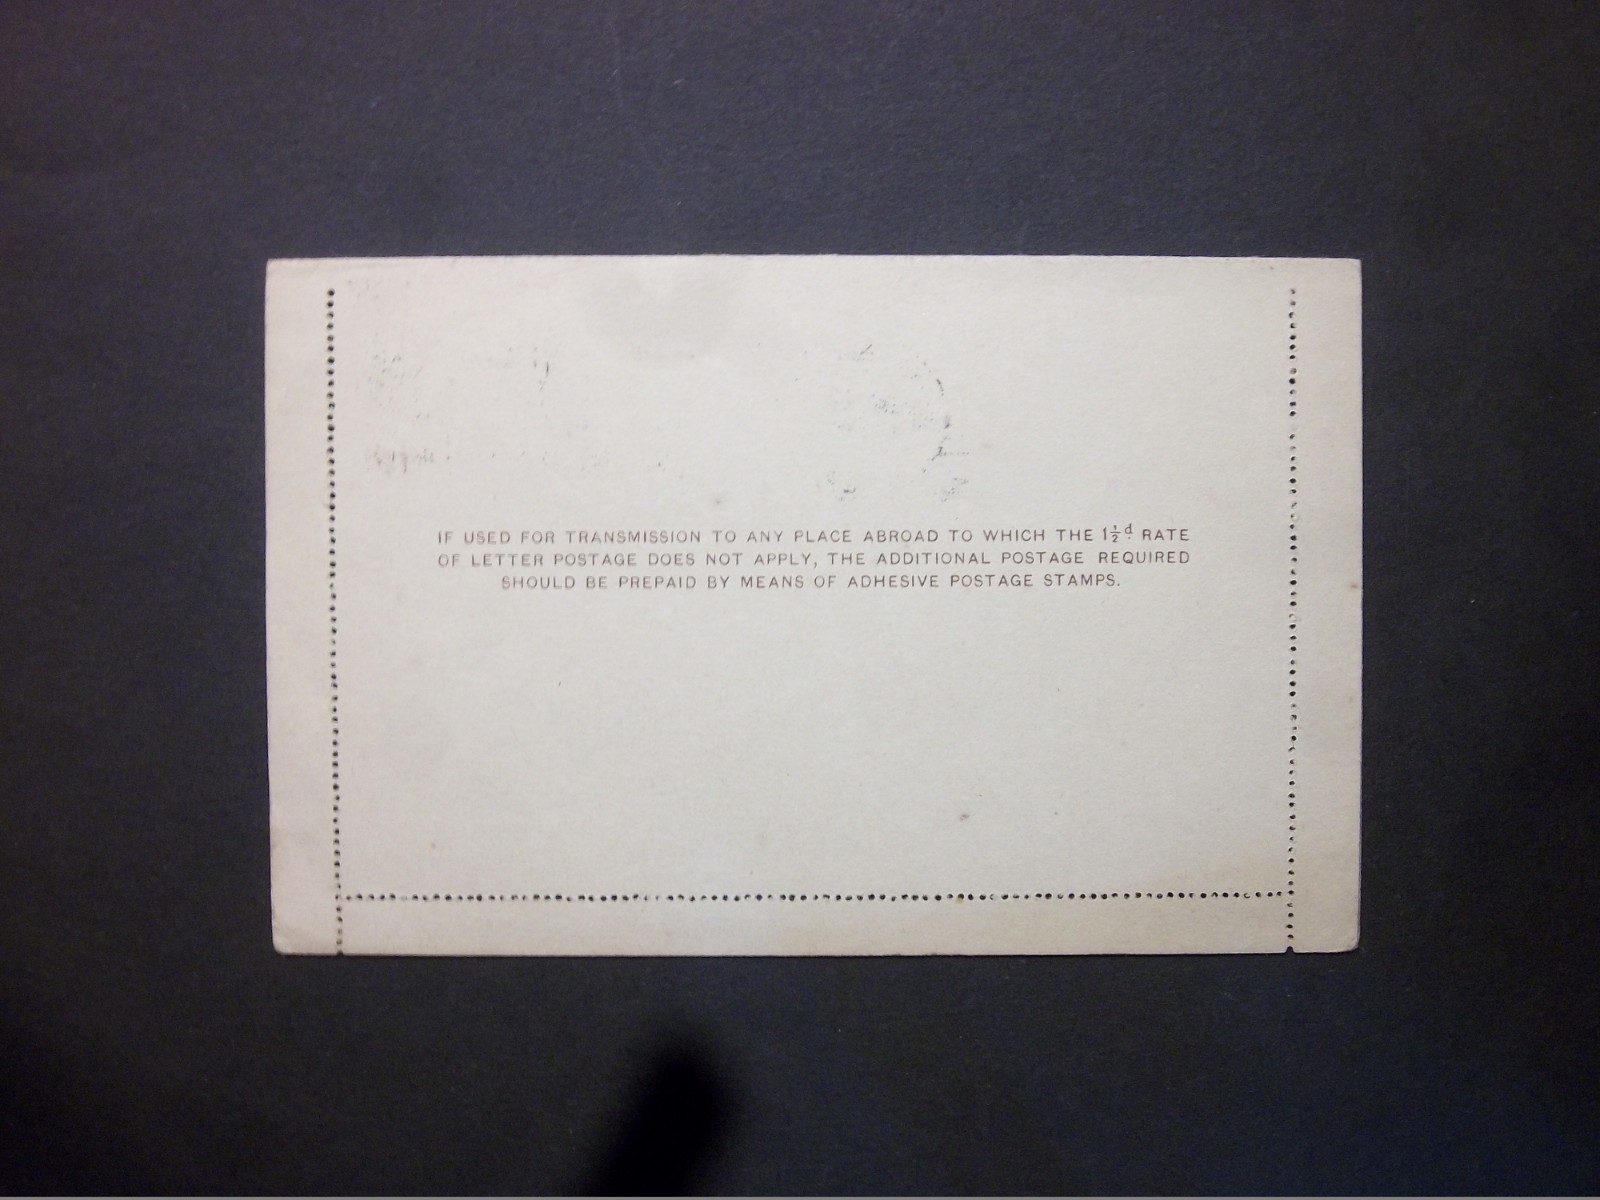 IF USED FOR TRANSMISSION TO ANY PLACE ABROAD TO WHICH THE 1½d. RATE
OF LETTER POSTAGE DOES NOT APPLY, THE ADDITIONAL POSTAGE REQUIRED
SHOULD BE PREPAID BY MEANS OF ADHESIVE POSTAGE STAMPS.